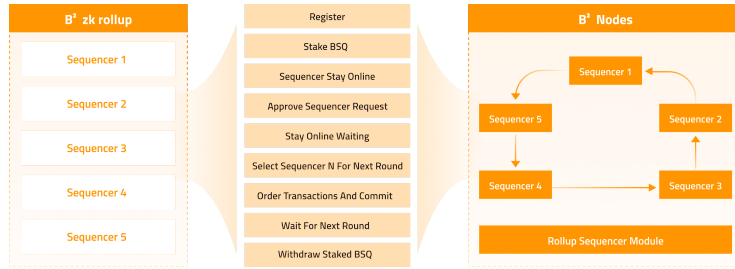 B² zk rollup
Sequencer 1
Sequencer 2
Sequencer 3
Sequencer 4
Sequencer 5
Register
Stake BSQ
Sequencer Stay Online
Approve Sequencer Request
Stay Online Waiting
Select Sequencer N For Next Round
Order Transactions And Commit
Wait For Next Round
Withdraw Staked BSQ
B² Nodes
Sequencer 1
Sequencer 5
Sequencer 2
Sequencer 4
Sequencer 3
Rollup Sequencer Module